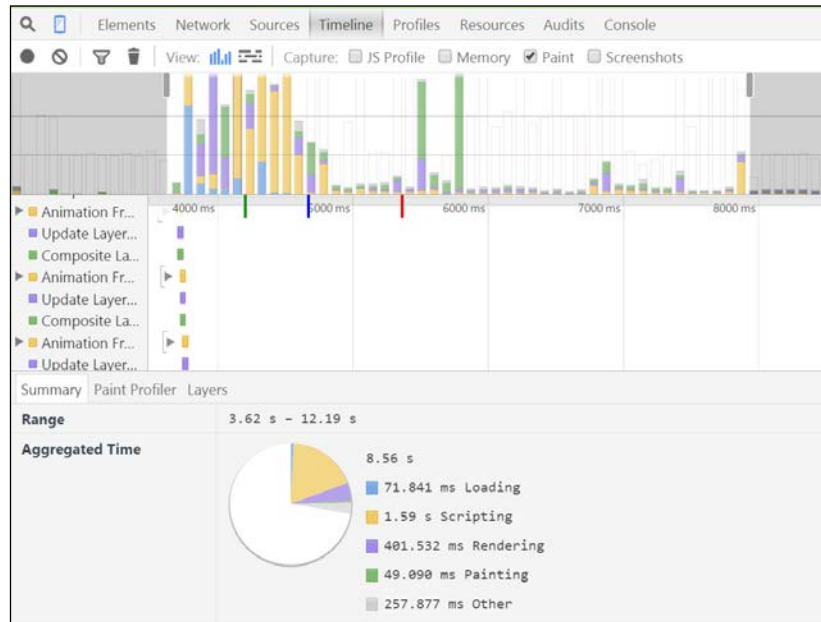 Elements Network Sources Timeline Profiles Resources Audits Console
View: Capture: JS Profile Memory Paint Screenshots
4000 ms 5000 ms 6000 ms 7000 ms 8000 ms
Animation Fr...
Update Layer...
Composite La...
Animation Fr...
Update Layer...
Composite La...
Animation Fr...
Update Layer...
Summary Paint Profiler Layers
Range 3.62 s – 12.19 s
Aggregated Time
8.56 s
71.841 ms Loading
1.59 s Scripting
401.532 ms Rendering
49.090 ms Painting
257.877 ms Other